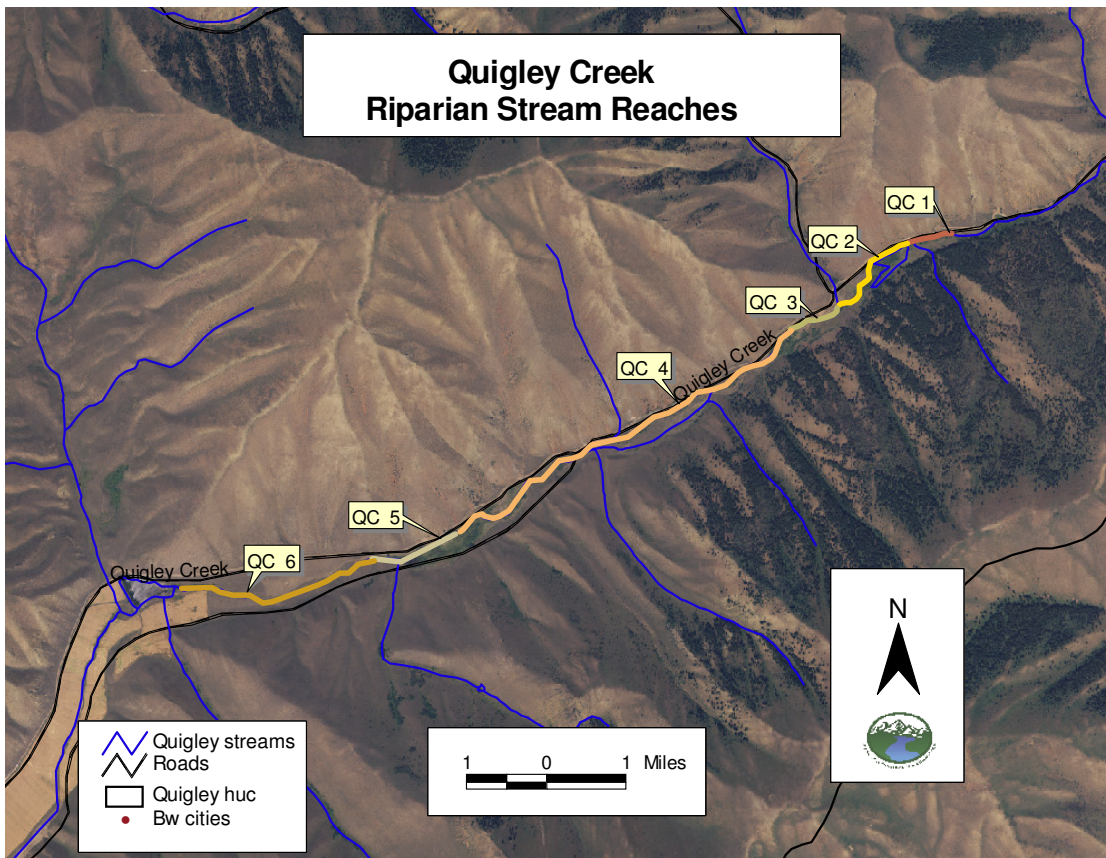 Quigley Creek
Riparian Stream Reaches
QC 1
QC 2
QC 3
Quigley Creek
QC 4
QC 5
QC 6
Quigley Creek
N
Quigley streams
Roads
Quigley huc
Bw cities
1 0 1 Miles